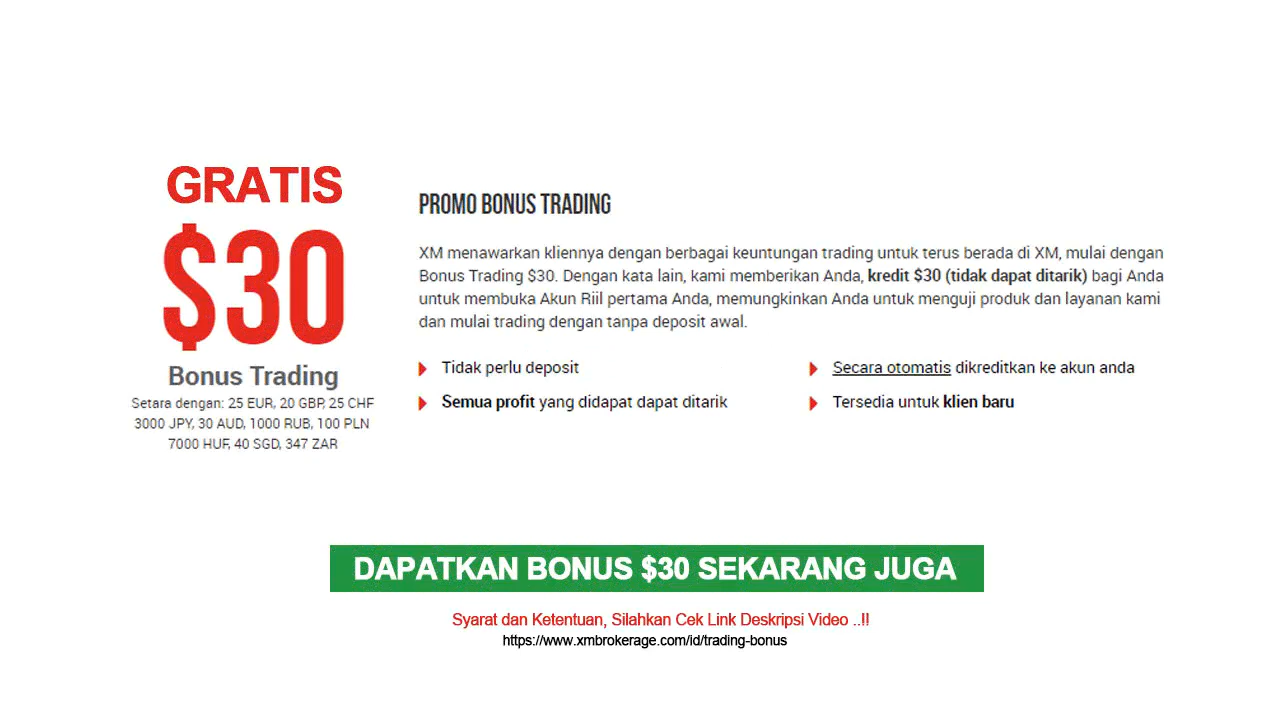 GRATIS
$30
Bonus Trading
Setara dengan: 25 EUR, 20 GBP, 25 CHF
3000 JPY, 30 AUD, 1000 RUB, 100 PLN
7000 HUF, 40 SGD, 347 ZAR
PROMO BONUS TRADING
XM menawarkan kliennya dengan berbagai keuntungan trading untuk terus berada di XM, mulai dengan
Bonus Trading $30. Dengan kata lain, kami memberikan Anda, kredit $30 (tidak dapat ditarik) bagi Anda
untuk membuka Akun Riil pertama Anda, memungkinkan Anda untuk menguji produk dan layanan kami
dan mulai trading dengan tanpa deposit awal.
Tidak perlu deposit
Secara otomatis dikreditkan ke akun anda
Semua profit yang didapat dapat ditarik
Tersedia untuk klien baru
DAPATKAN BONUS $30 SEKARANG JUGA
Syarat dan Ketentuan, Silahkan Cek Link Deskripsi Video ..!!
https://www.xmbrokerage.com/id/trading-bonus